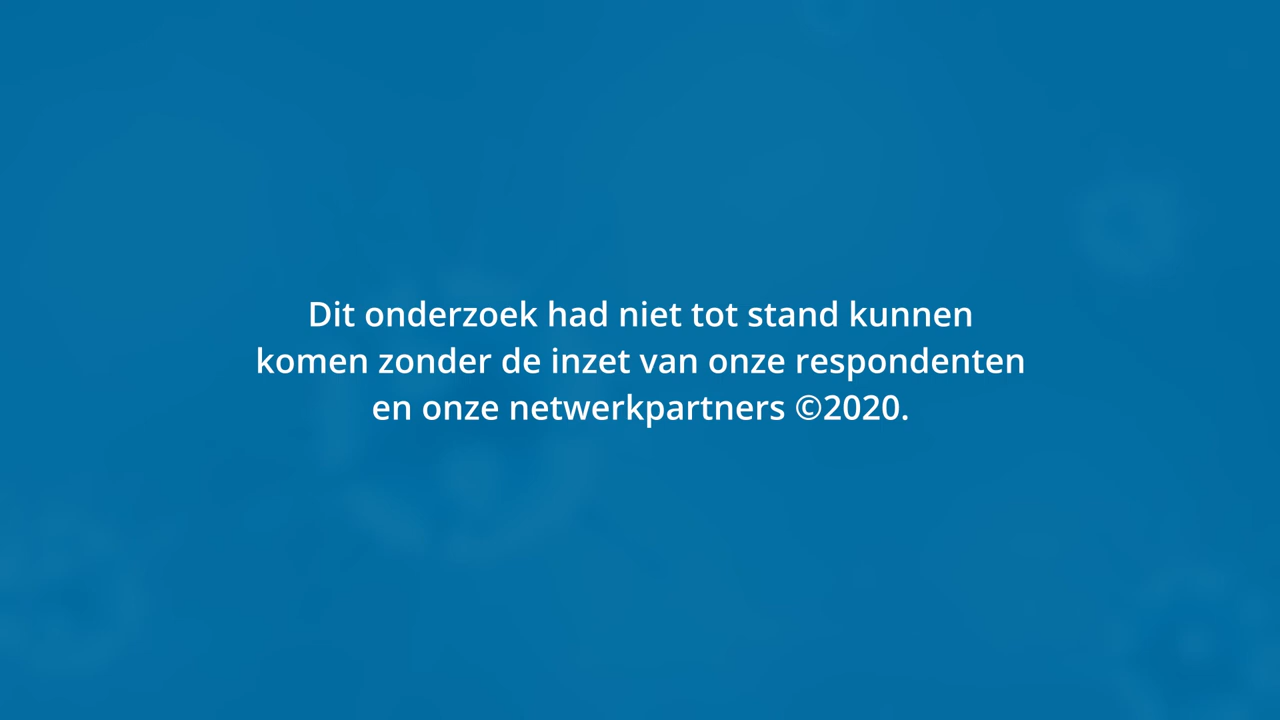 Dit onderzoek had niet tot stand kunnen
komen zonder de inzet van onze respondenten
en onze netwerkpartners ©2020.